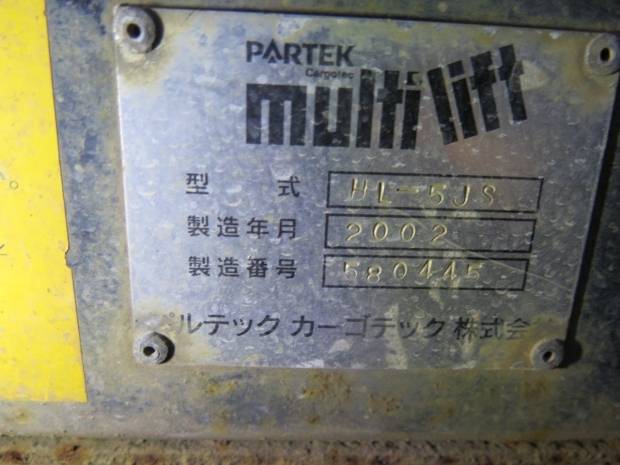 PARTEK
Cargotec
multilift
型式 HL-5JS
製造年月 2002
製造番号 580445
パルテック カーゴテック 株式会